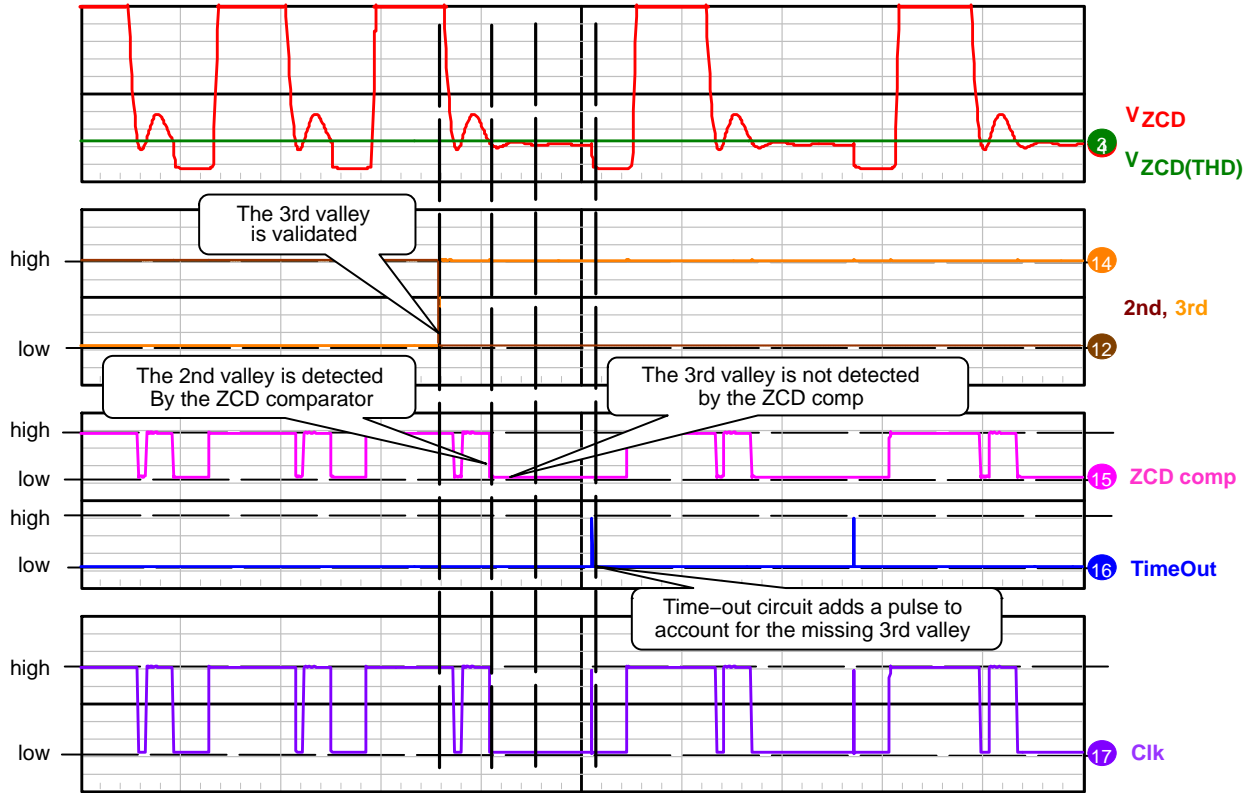 VZCD
3
4
VZCD(THD)
The 3rd valley
is validated
high
14
2nd, 3rd
low
12
The 2nd valley is detected
By the ZCD comparator
The 3rd valley is not detected
by the ZCD comp
high
low
15
ZCD comp
high
low
16
TimeOut
Time−out circuit adds a pulse to
account for the missing 3rd valley
high
low
17
Clk